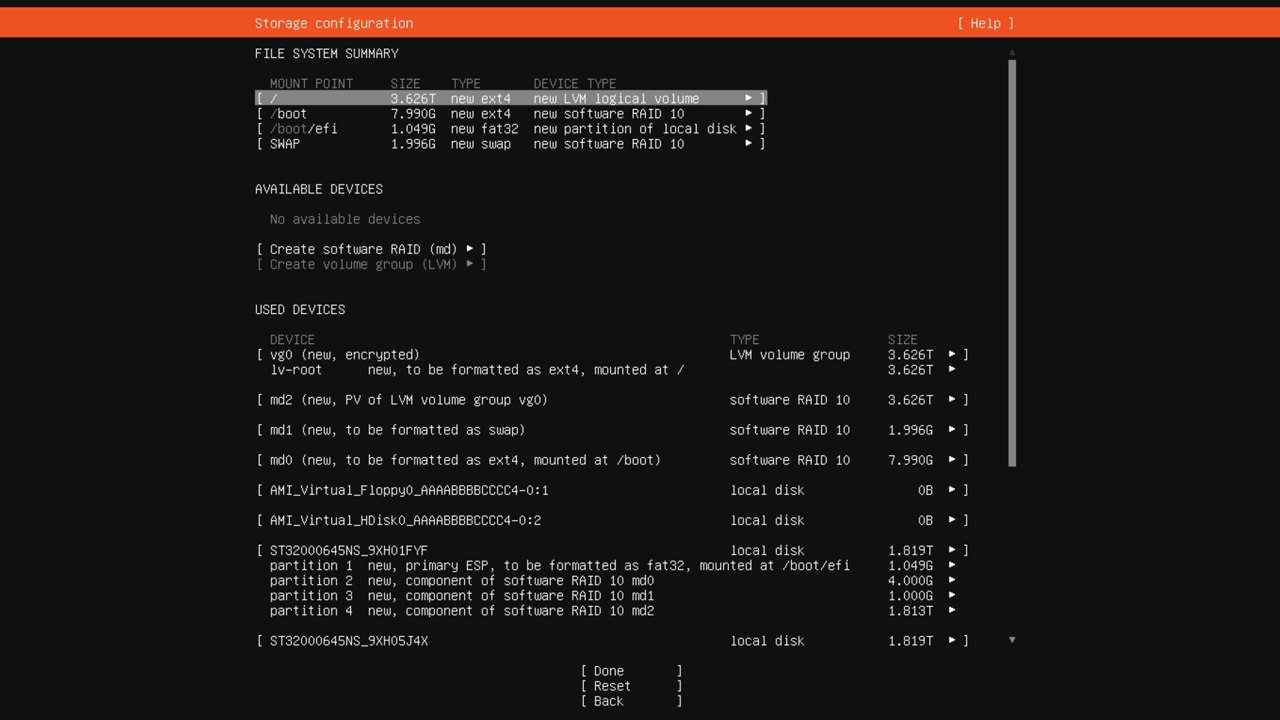 Storage configuration [ Help ]
FILE SYSTEM SUMMARY
MOUNT POINT SIZE TYPE DEVICE TYPE
[ / 3.626T new ext4 new LVM logical volume ▸ ]
[ /boot 7.990G new ext4 new software RAID 10 ▸ ]
[ /boot/efi 1.049G new fat32 new partition of local disk ▸ ]
[ SWAP 1.996G new swap new software RAID 10 ▸ ]
AVAILABLE DEVICES
No available devices
[ Create software RAID (md) ▸ ]
[ Create volume group (LVM) ▸ ]
USED DEVICES
DEVICE TYPE SIZE
[ vg0 (new, encrypted) LVM volume group 3.626T ▸ ]
lv-root new, to be formatted as ext4, mounted at / 3.626T ▸
[ md2 (new, PV of LVM volume group vg0) software RAID 10 3.626T ▸ ]
[ md1 (new, to be formatted as swap) software RAID 10 1.996G ▸ ]
[ md0 (new, to be formatted as ext4, mounted at /boot) software RAID 10 7.990G ▸ ]
[ AMI_Virtual_Floppy0_AAAABBBBCCCC4-0:1 local disk 0B ▸ ]
[ AMI_Virtual_HDisk0_AAAABBBBCCCC4-0:2 local disk 0B ▸ ]
[ ST32000645NS_9XH01FYF local disk 1.819T ▸ ]
partition 1 new, primary ESP, to be formatted as fat32, mounted at /boot/efi 1.049G ▸
partition 2 new, component of software RAID 10 md0 4.000G ▸
partition 3 new, component of software RAID 10 md1 1.000G ▸
partition 4 new, component of software RAID 10 md2 1.813T ▸
[ ST32000645NS_9XH05J4X local disk 1.819T ▸ ]
[ Done ]
[ Reset ]
[ Back ]